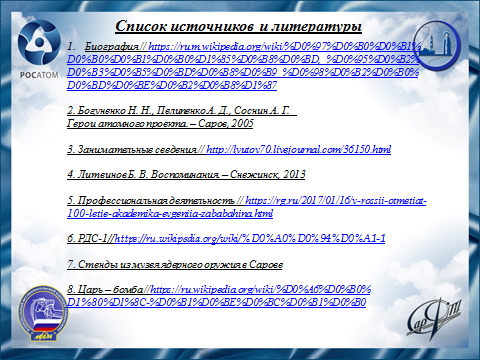 Список источников и литературы
РОСАТОМ
1. Биография// https://ru.m.wikipedia.org/wiki/%D0%97%D0%B0%D0%B1%
D0%B0%D0%B1%D0%B0%D1%85%D0%B8%D0%BD,_%D0%95%D0%B2%
D0%B3%D0%B5%D0%BD%D0%B8%D0%B9_%D0%98%D0%B2%D0%B0%
D0%BD%D0%BE%D0%B2%D0%B8%D1%87
2. Богуненко Н. Н., Пелипенко А. Д., Соснин А. Г.
Герои атомного проекта. – Саров, 2005
3. Занимательные сведения// http://lyutov70.livejournal.com/36150.html
4. Литвинов Б. В. Воспоминания. – Снежинск, 2013
5. Профессиональная деятельность // https://rg.ru/2017/01/16/v-rossii-otmetiat-
100-letie-akademika-evgeniia-zababahina.html
6. РДС-1//https://ru.wikipedia.org/wiki/%D0%A0%D0%94%D0%A1-1
7. Стенды из музея ядерного оружия в Сарове
8. Царь – бомба// https://ru.wikipedia.org/wiki/%D0%A6%D0%B0%
D1%80%D1%8C-%D0%B1%D0%BE%D0%BC%D0%B1%D0%B0